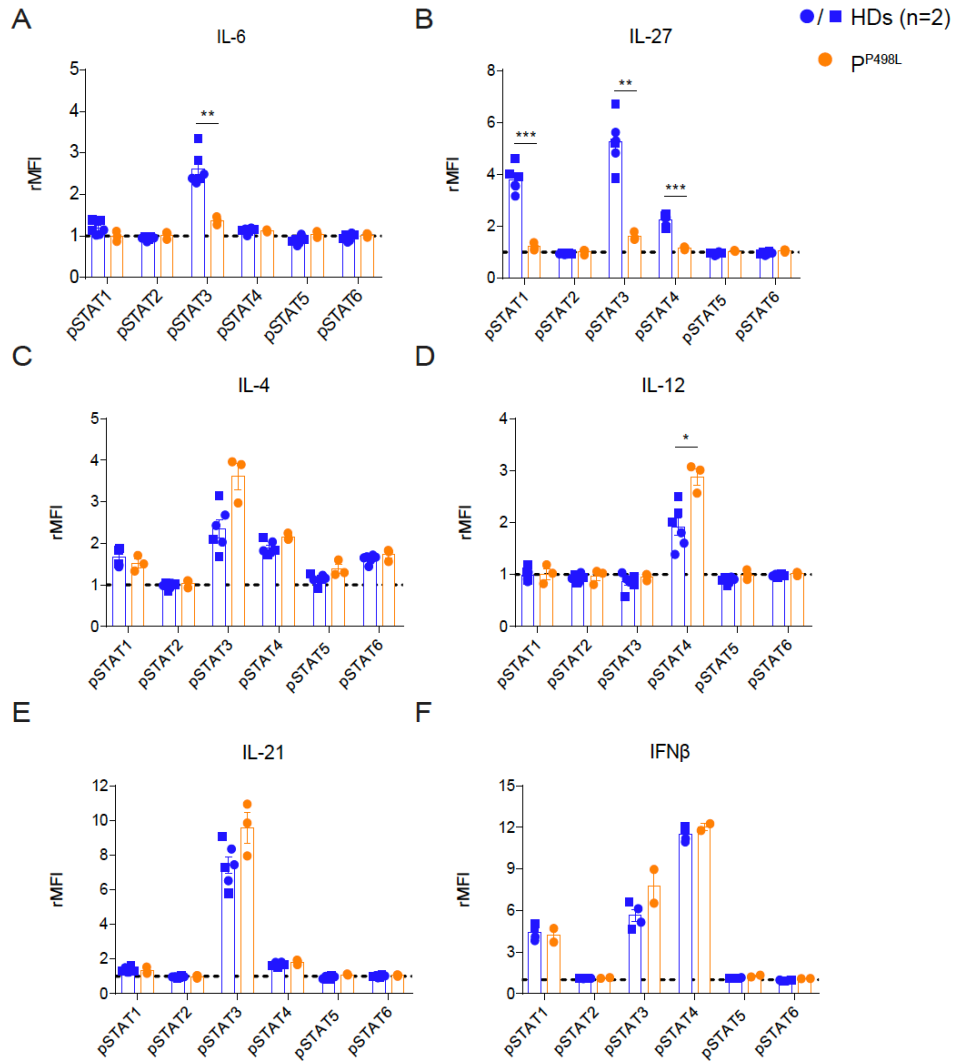 A
IL-6
rMFI
5
4
3
2
1
0
**
pSTAT1
pSTAT2
pSTAT3
pSTAT4
pSTAT5
pSTAT6
B
IL-27
/ HDs (n=2)
P^P498L
rMFI
8
6
4
2
0
***
**
***
pSTAT1
pSTAT2
pSTAT3
pSTAT4
pSTAT5
pSTAT6
C
IL-4
rMFI
5
4
3
2
1
0
pSTAT1
pSTAT2
pSTAT3
pSTAT4
pSTAT5
pSTAT6
D
IL-12
rMFI
4
3
2
1
0
*
pSTAT1
pSTAT2
pSTAT3
pSTAT4
pSTAT5
pSTAT6
E
IL-21
rMFI
12
10
8
6
4
2
0
pSTAT1
pSTAT2
pSTAT3
pSTAT4
pSTAT5
pSTAT6
F
IFNβ
rMFI
15
12
9
6
3
0
pSTAT1
pSTAT2
pSTAT3
pSTAT4
pSTAT5
pSTAT6